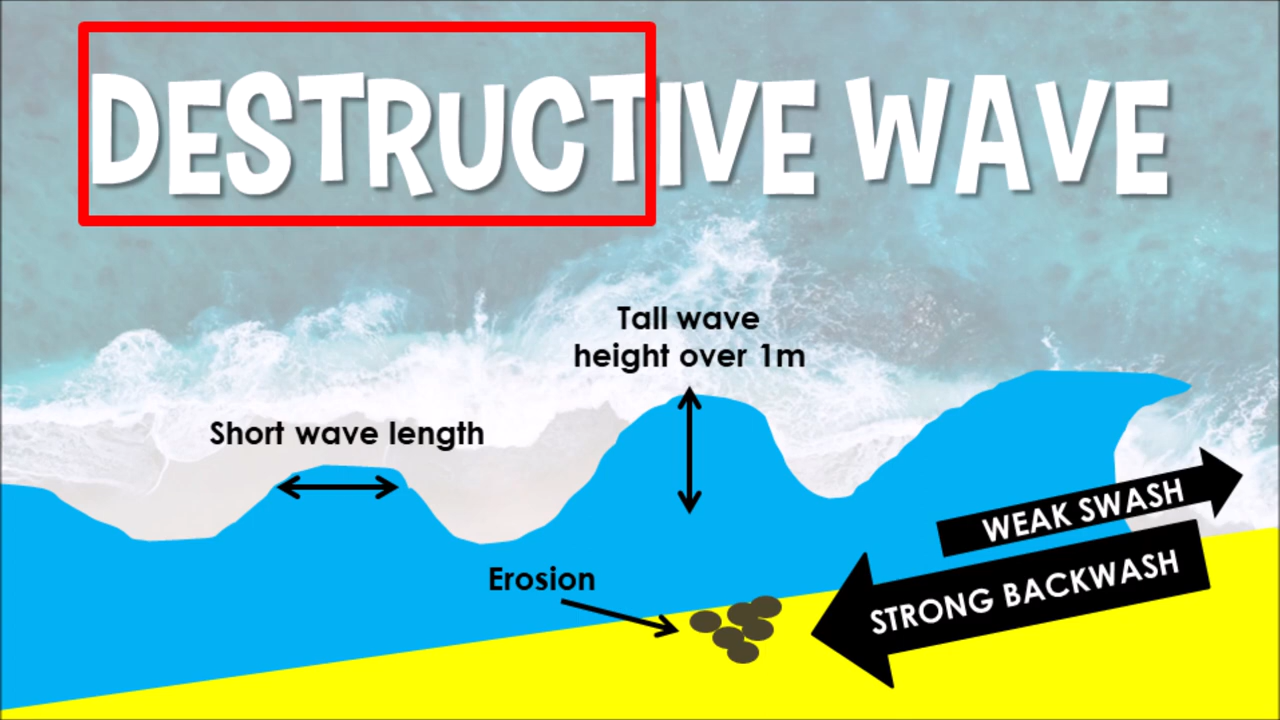 DESTRUCTIVE WAVE
Tall wave
height over 1m
Short wave length
WEAK SWASH
STRONG BACKWASH
Erosion